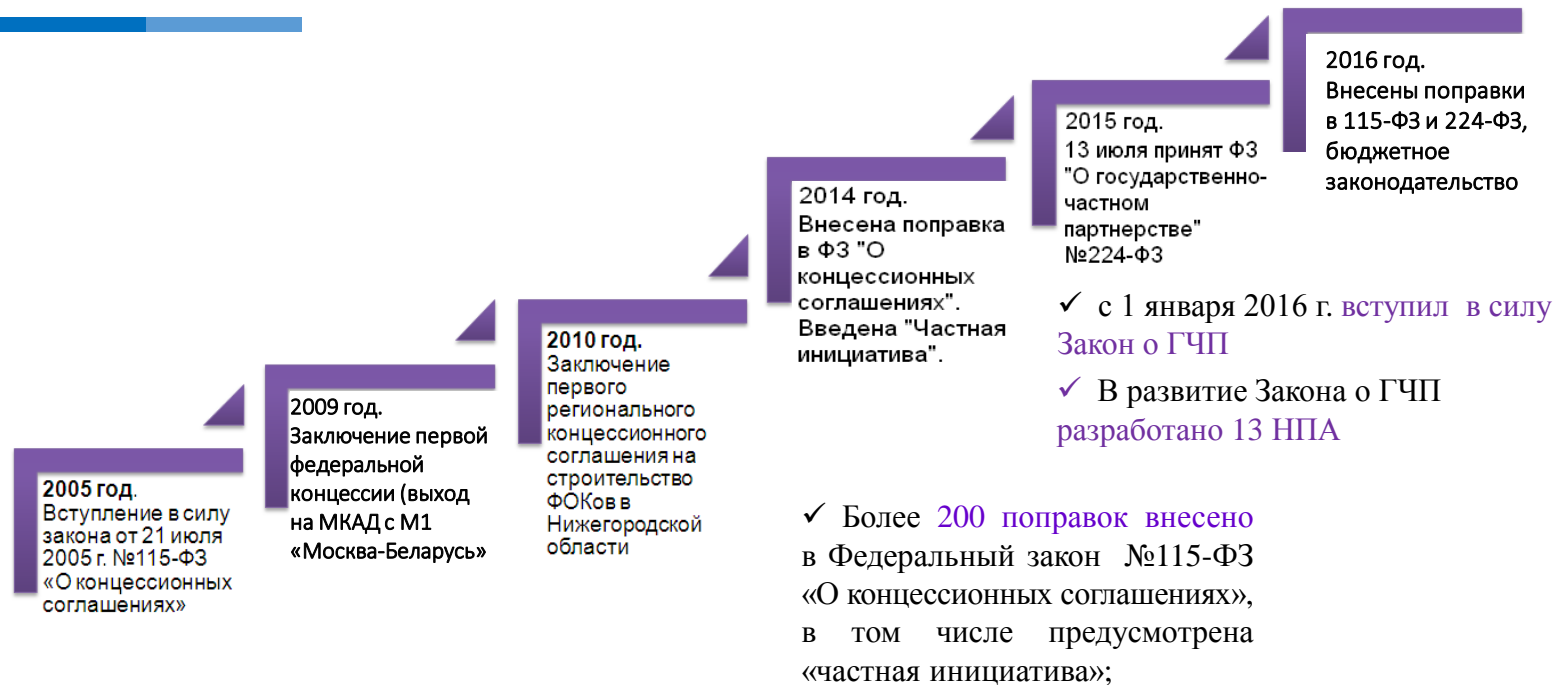 2005 год.
Вступление в силу
закона от 21 июля
2005 г. №115-ФЗ
«О концессионных
соглашениях»
2009 год.
Заключение первой
федеральной
концессии (выход
на МКАД с М1
«Москва-Беларусь»
2010 год.
Заключение
первого
регионального
концессионного
соглашения на
строительство
ФОКов в
Нижегородской
области
2014 год.
Внесена поправка
в ФЗ "О
концессионных
соглашениях".
Введена "Частная
инициатива".
2015 год.
13 июля принят ФЗ
"О государственно-
частном
партнерстве"
№224-ФЗ
2016 год.
Внесены поправки
в 115-ФЗ и 224-ФЗ,
бюджетное
законодательство
✓ с 1 января 2016 г. вступил в силу
Закон о ГЧП
✓ В развитие Закона о ГЧП
разработано 13 НПА
✓ Более 200 поправок внесено
в Федеральный закон №115-ФЗ
«О концессионных соглашениях»,
в том числе предусмотрена
«частная инициатива»;